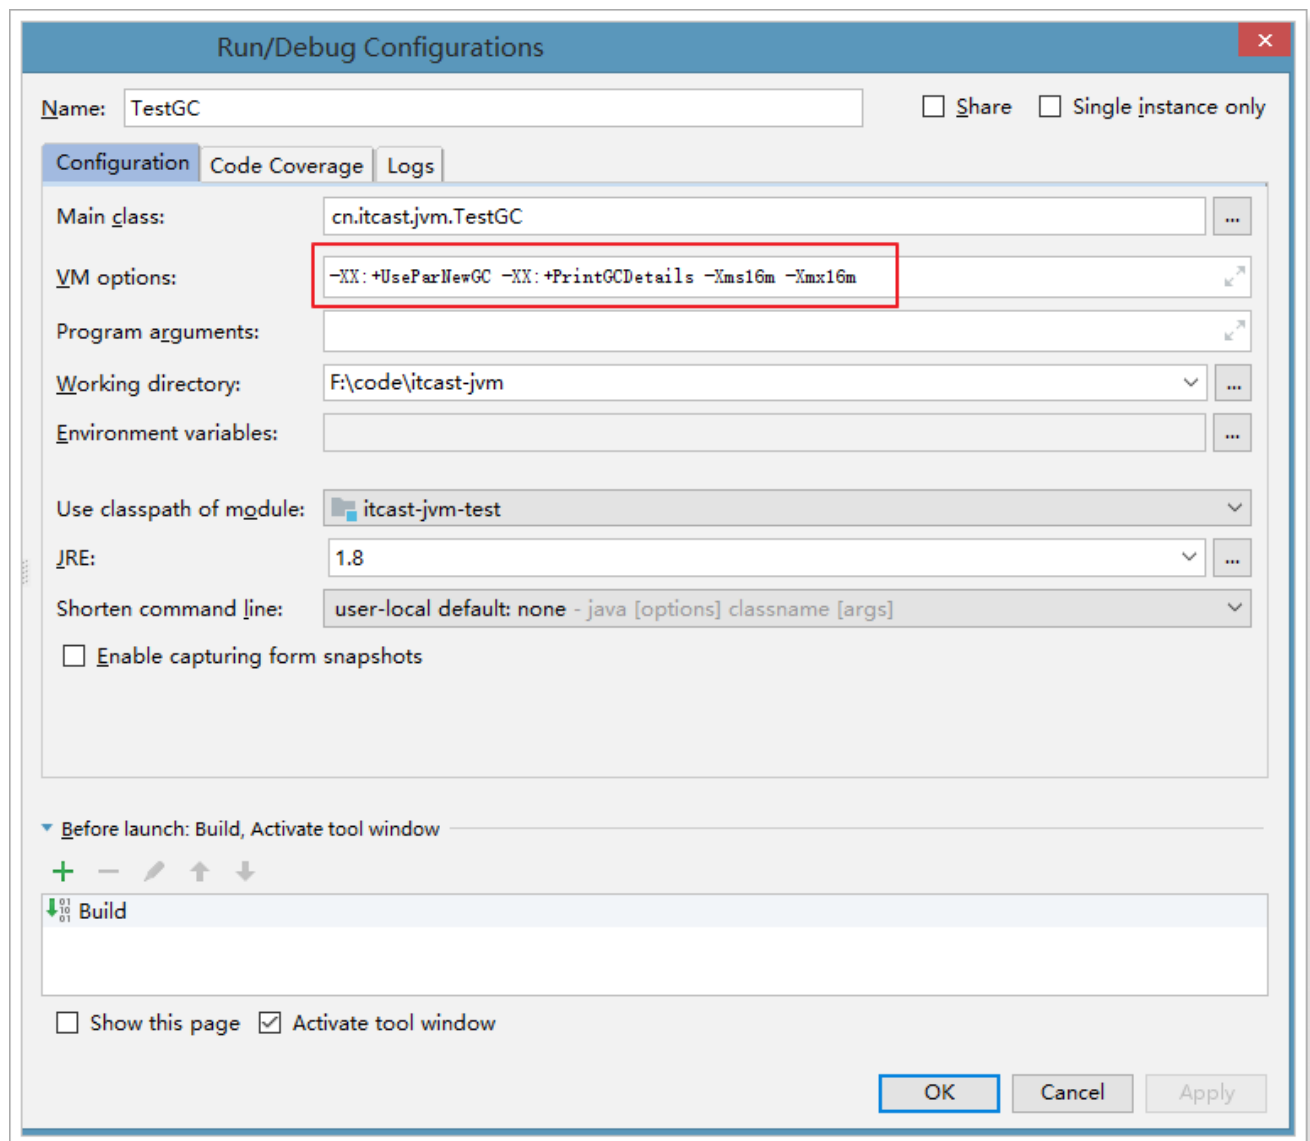 Run/Debug Configurations
Name: TestGC Share Single instance only
Configuration Code Coverage Logs
Main class: cn.itcast.jvm.TestGC ...
VM options: -XX:+UseParNewGC -XX:+PrintGCDetails -Xms16m -Xmx16m
Program arguments:
Working directory: F:\code\itcast-jvm ...
Environment variables: ...
Use classpath of module: itcast-jvm-test
JRE: 1.8 ...
Shorten command line: user-local default: none - java [options] classname [args]
Enable capturing form snapshots
Before launch: Build, Activate tool window
Build
Show this page Activate tool window
OK Cancel Apply